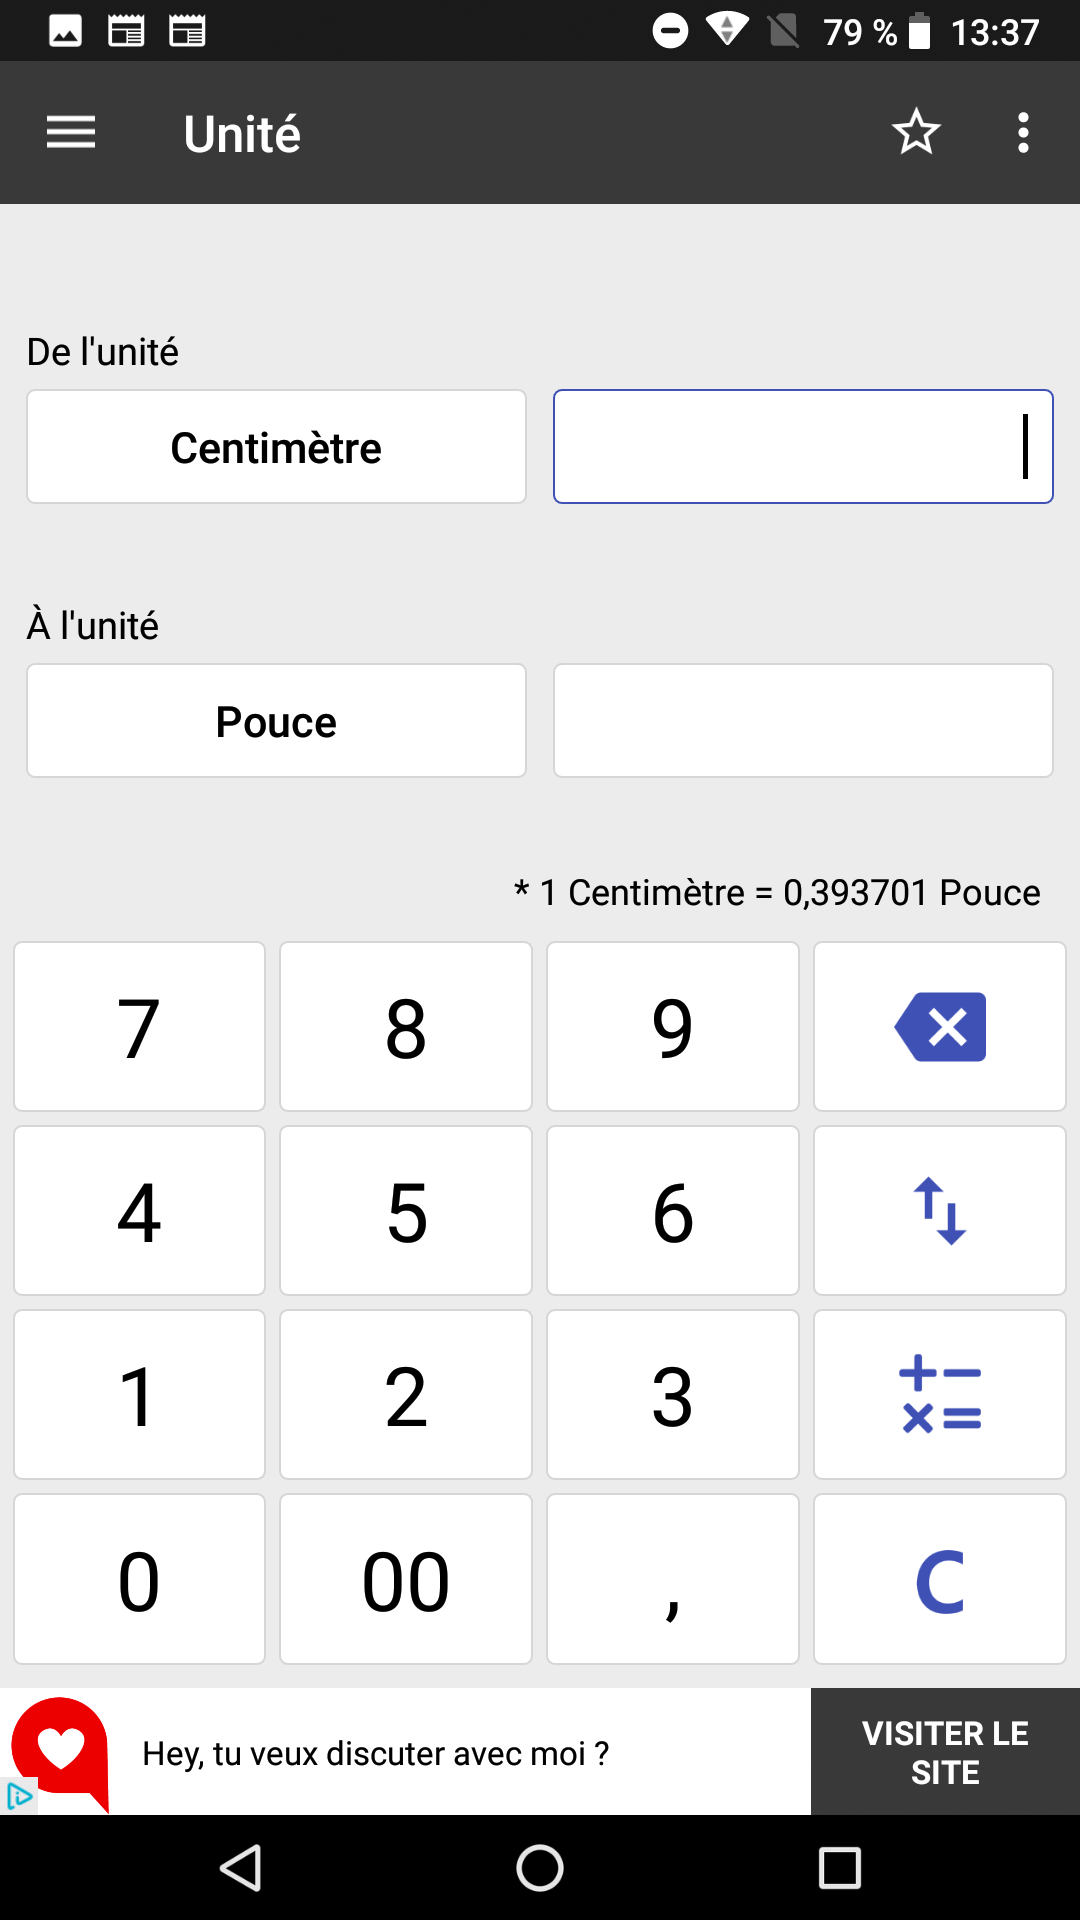 79 % 13:37
Unité
De l'unité
Centimètre
À l'unité
Pouce
* 1 Centimètre = 0,393701 Pouce
7 8 9
4 5 6
1 2 3
0 00 , C
Hey, tu veux discuter avec moi ?
VISITER LE
SITE